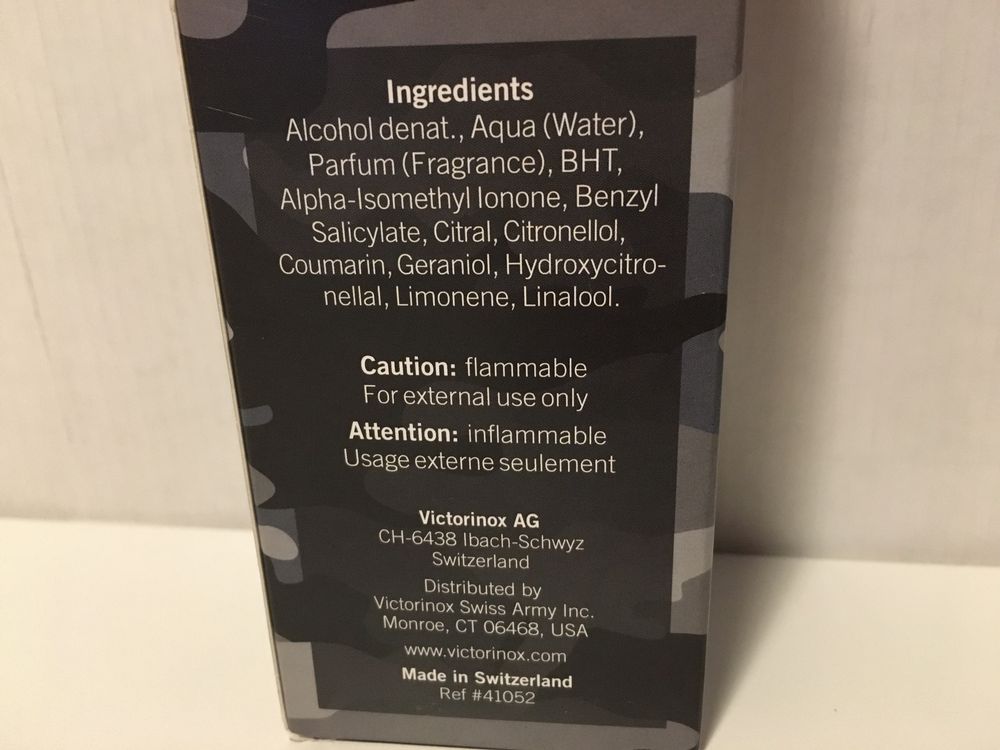 Ingredients
Alcohol denat., Aqua (Water),
Parfum (Fragrance), BHT,
Alpha-Isomethyl Ionone, Benzyl
Salicylate, Citral, Citronellol,
Coumarin, Geraniol, Hydroxycitro-
nellal, Limonene, Linalool.
Caution: flammable
For external use only
Attention: inflammable
Usage externe seulement
Victorinox AG
CH-6438 Ibach-Schwyz
Switzerland
Distributed by
Victorinox Swiss Army Inc.
Monroe, CT 06468, USA
www.victorinox.com
Made in Switzerland
Ref #41052